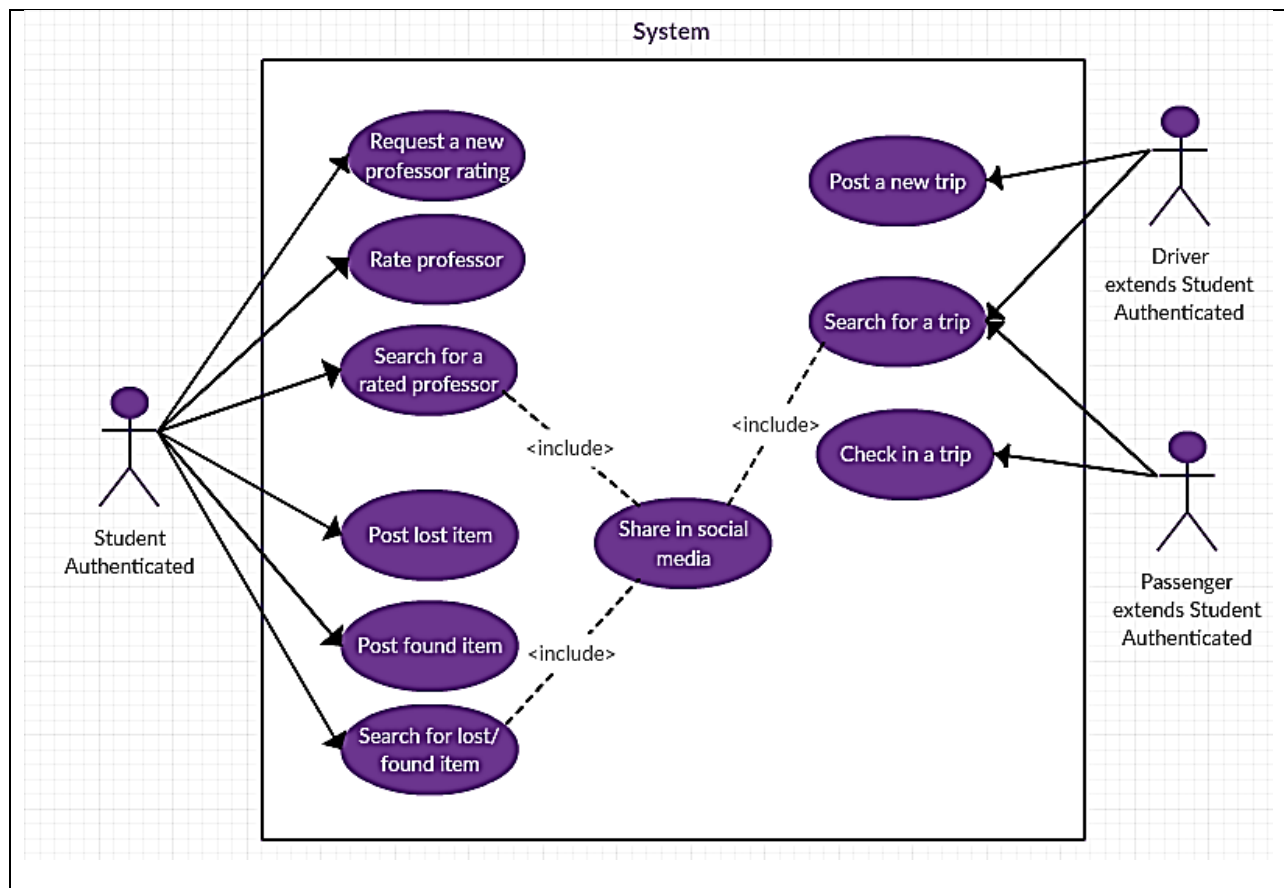 System
Request a new
professor rating
Rate professor
Search for a
rated professor
Post lost item
Post found item
Search for lost/
found item
Student
Authenticated
<include>
<include>
<include>
Share in social
media
Post a new trip
Search for a trip
Check in a trip
Driver
extends Student
Authenticated
Passenger
extends Student
Authenticated